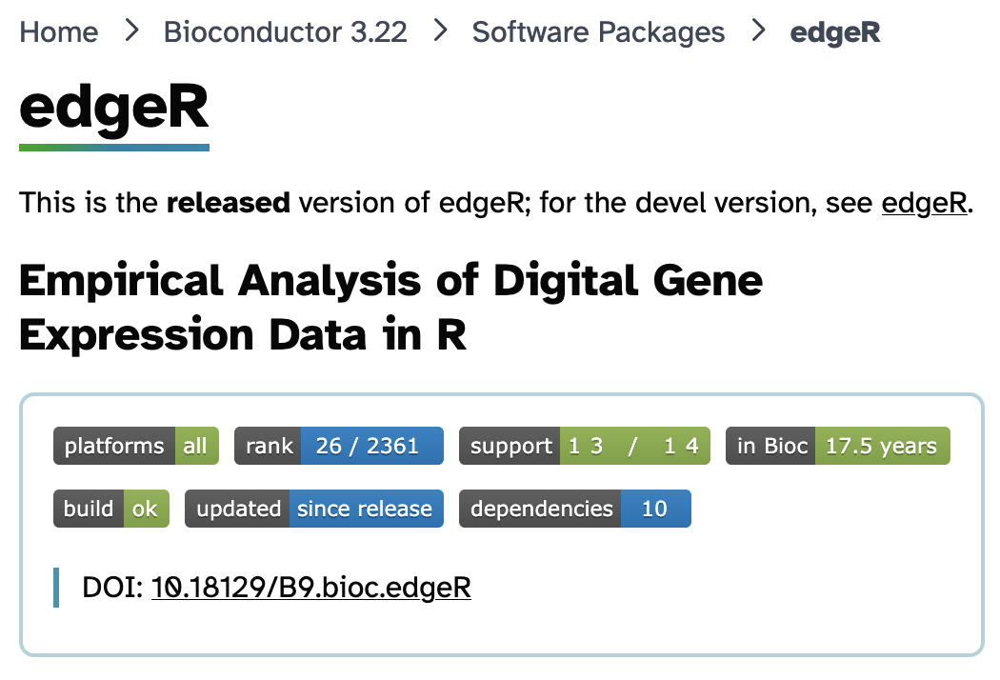 Home > Bioconductor 3.22 > Software Packages > edgeR
edgeR
This is the released version of edgeR; for the devel version, see edgeR.
Empirical Analysis of Digital Gene
Expression Data in R
platforms all rank 26 / 2361 support 13 / 14 in Bioc 17.5 years
build ok updated since release dependencies 10
DOI: 10.18129/B9.bioc.edgeR